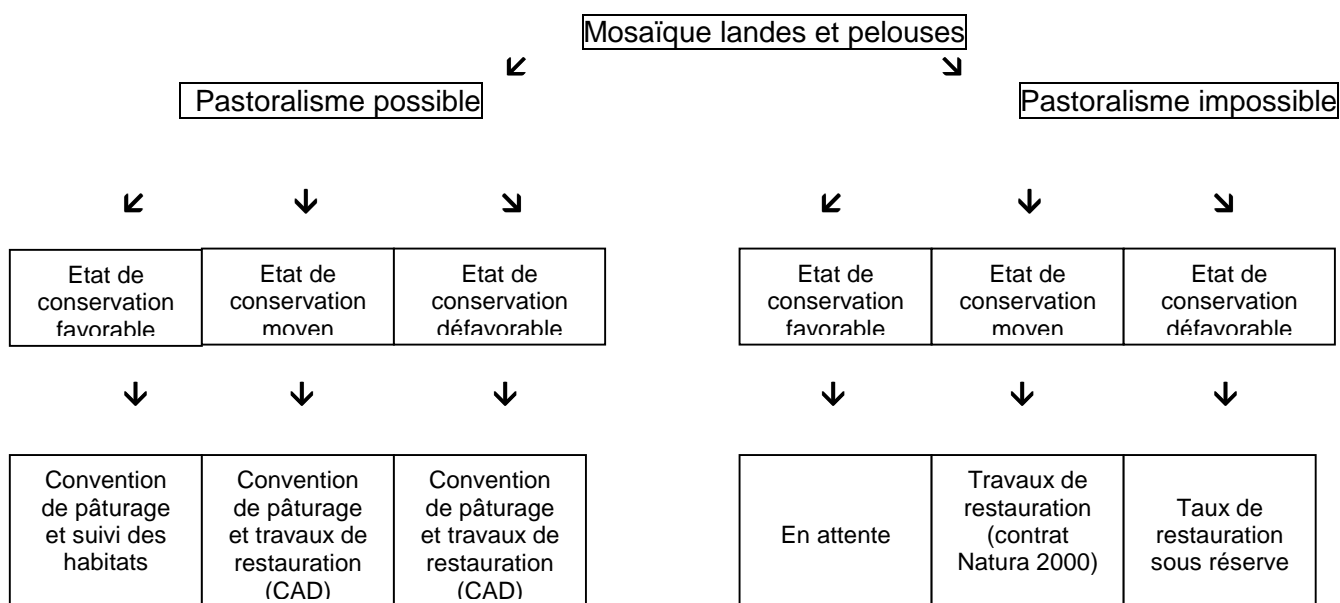 Mosaïque landes et pelouses
Pastoralisme possible
Pastoralisme impossible
Etat de
conservation
favorable
Etat de
conservation
moyen
Etat de
conservation
défavorable
Etat de
conservation
favorable
Etat de
conservation
moyen
Etat de
conservation
défavorable
Convention
de pâturage
et suivi des
habitats
Convention
de pâturage
et travaux de
restauration
(CAD)
Convention
de pâturage
et travaux de
restauration
(CAD)
En attente
Travaux de
restauration
(contrat
Natura 2000)
Taux de
restauration
sous réserve